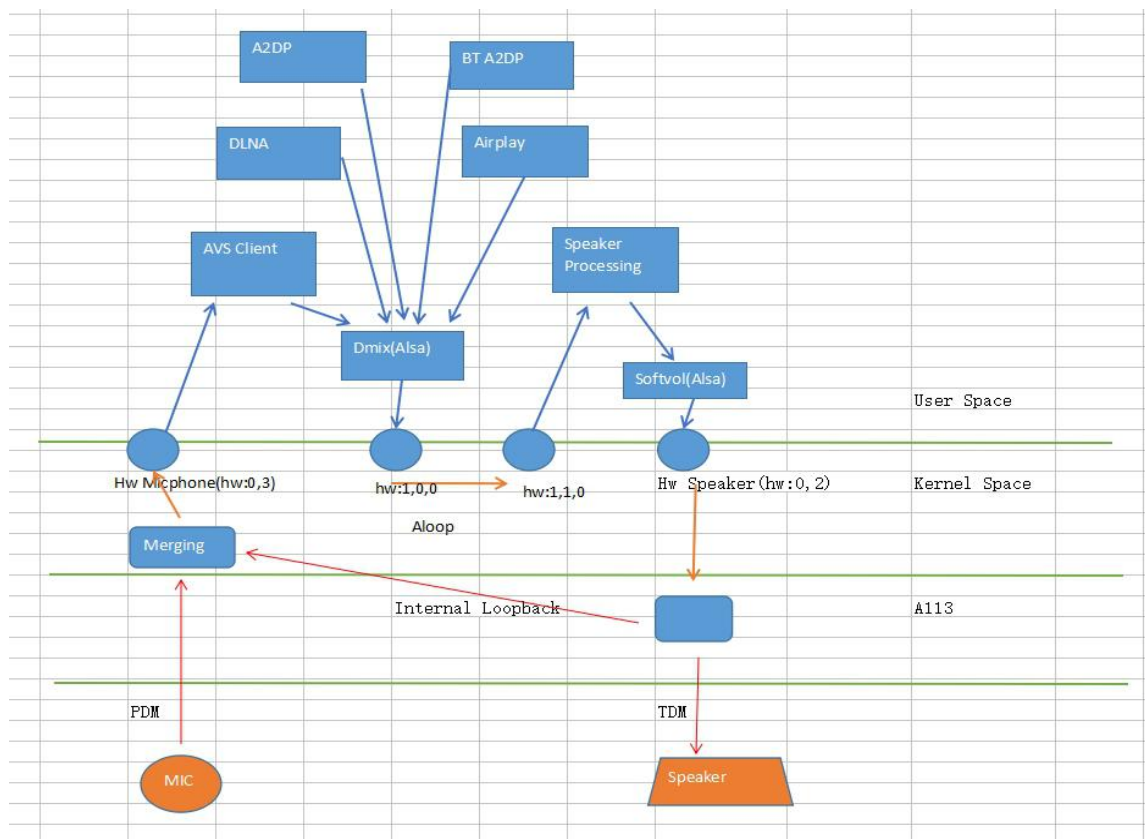 A2DP
BT A2DP
DLNA
Airplay
AVS Client
Speaker
Processing
Dmix(Alsa)
Softvol(Alsa)
User Space
Hw Micphone(hw:0,3)
hw:1,0,0
hw:1,1,0
Hw Speaker(hw:0,2)
Kernel Space
Aloop
Merging
Internal Loopback
A113
PDM
TDM
MIC
Speaker